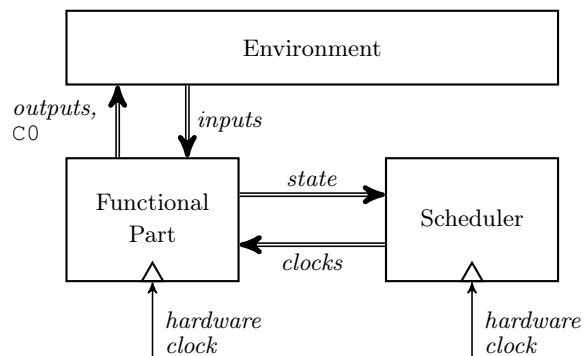 Environment
outputs,
C0
inputs
Functional
Part
state
clocks
Scheduler
hardware
clock
hardware
clock